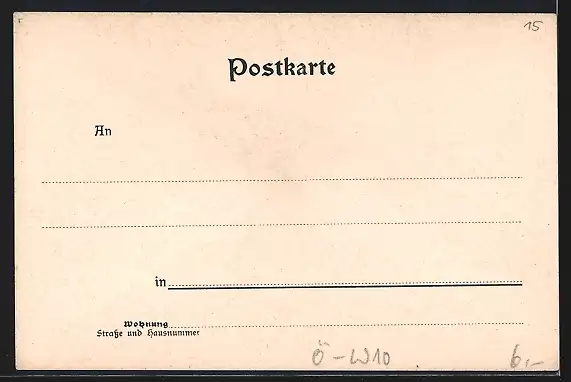 15
Postkarte
An
in
Wohnung
Straße und Hausnummer
Ö-W10
6,-